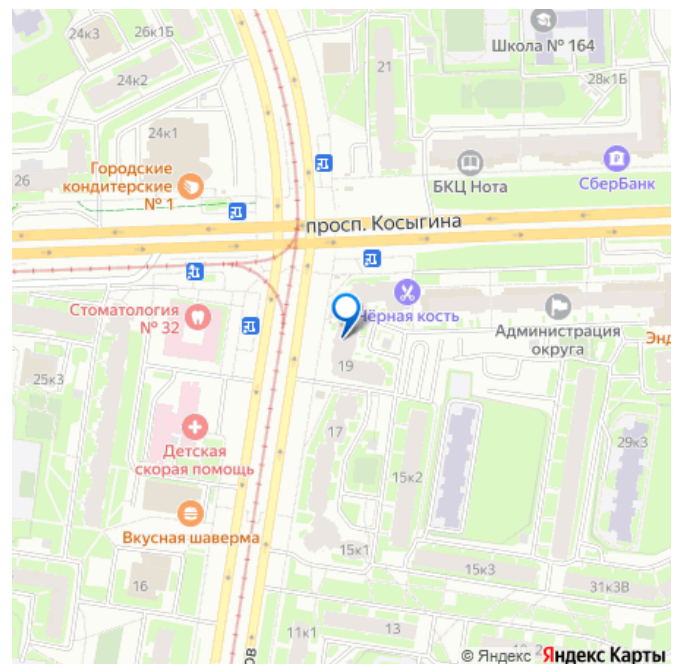 24к3
26к1Б
Школа № 164
24к2
21
28к1Б
24к1
26
Городские
кондитерские
№ 1
БКЦ Нота
СберБанк
просп. Косыгина
Стоматология
№ 32
Чёрная кость
Администрация
округа
Энд
19
25к3
17
29к3
Детская
скорая помощь
15к2
Вкусная шаверма
15к1
15к3
16
31к3В
11к1
13
© Яндекс Яндекс Карты